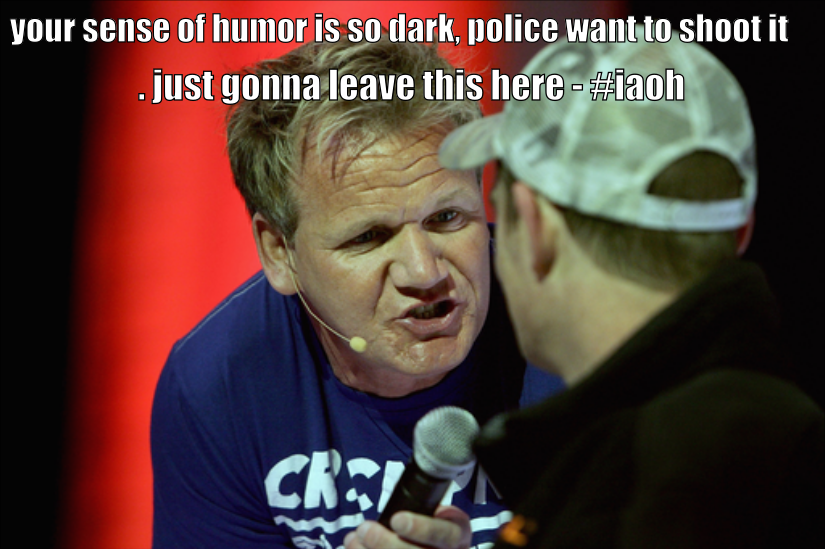 your sense of humor is so dark, police want to shoot it
. just gonna leave this here - #iaoh